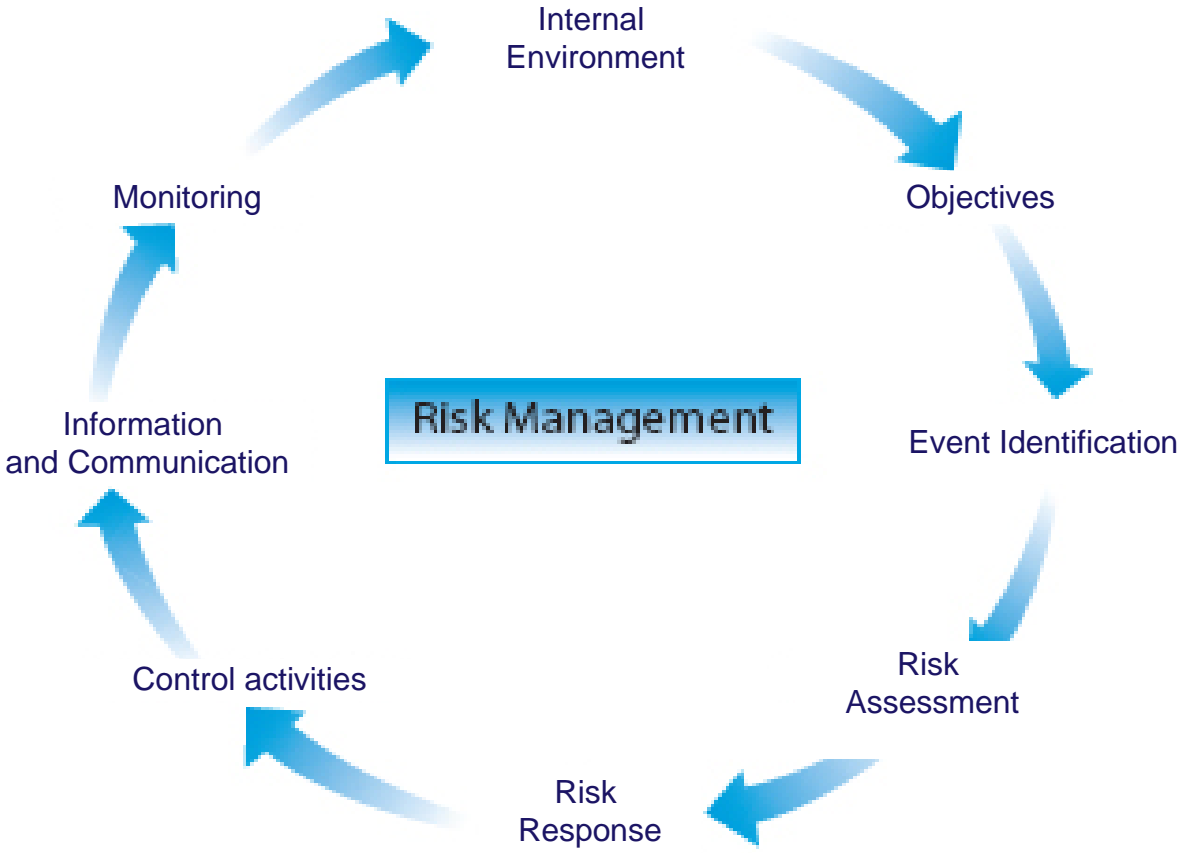 Internal
Environment
Objectives
Event Identification
Risk
Assessment
Risk
Response
Control activities
Information
and Communication
Monitoring
Risk Management